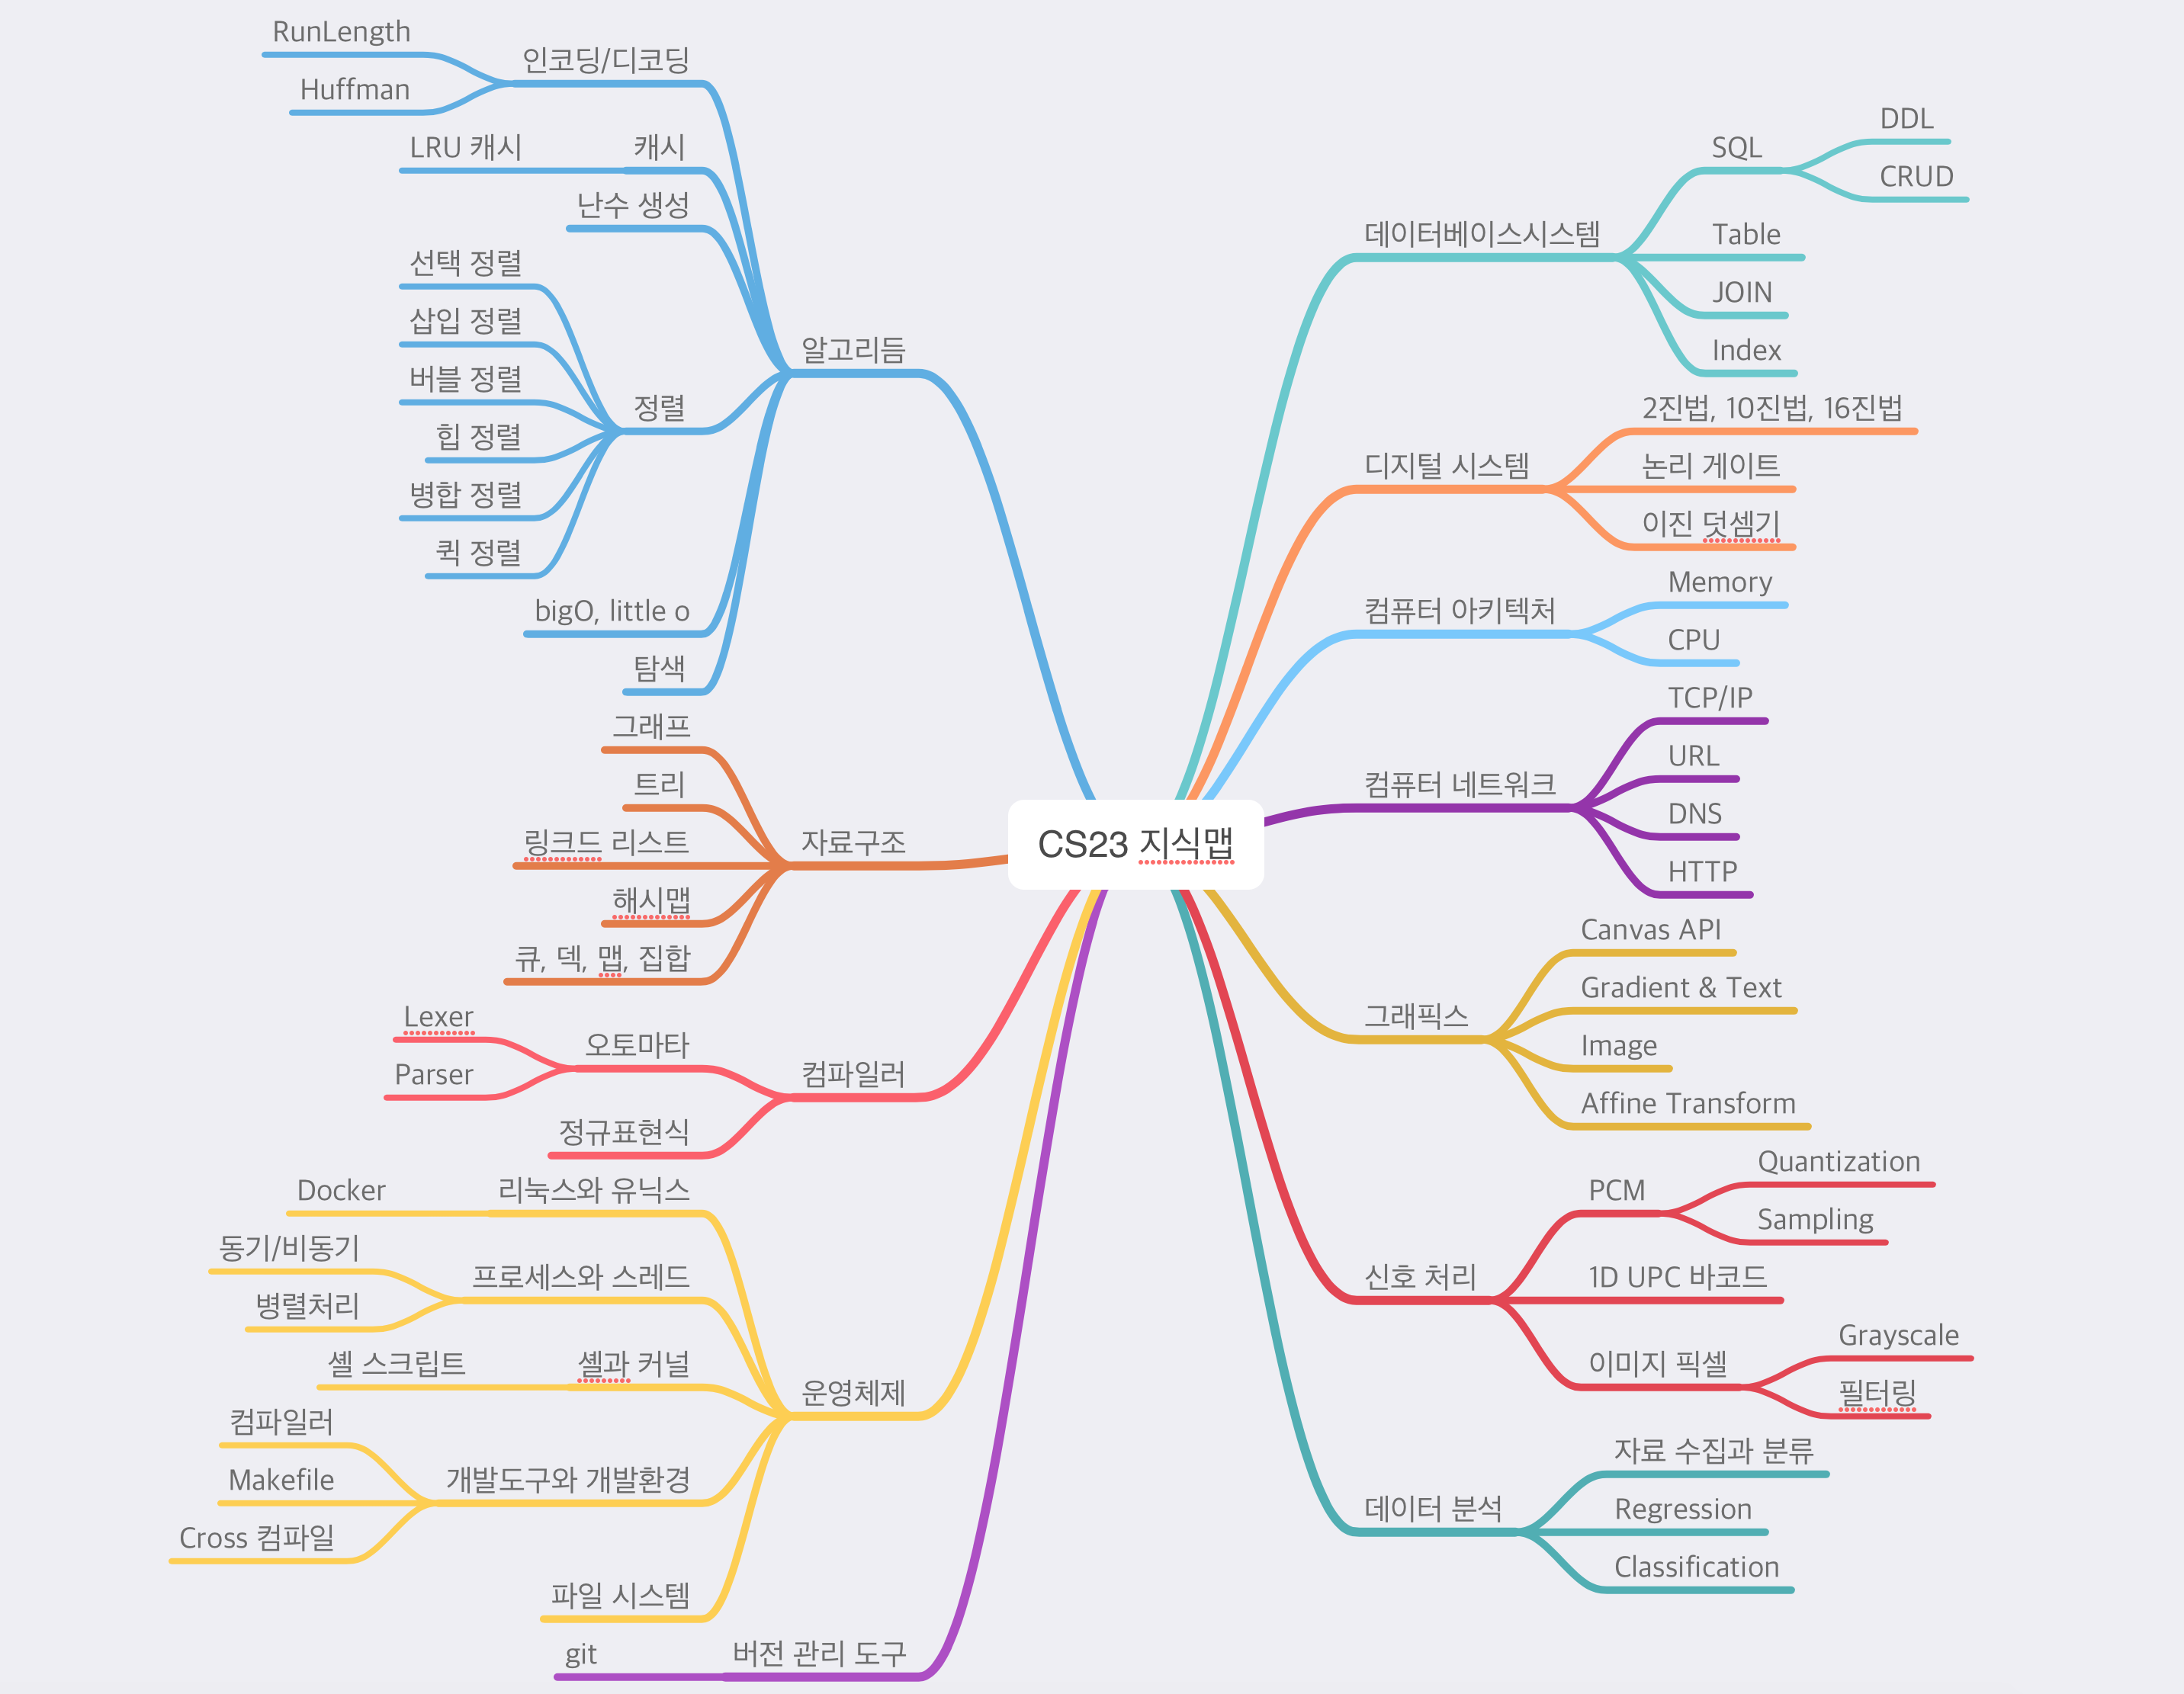 CS23 지식맵
알고리듬
인코딩/디코딩
RunLength
Huffman
캐시
LRU 캐시
난수 생성
정렬
선택 정렬
삽입 정렬
버블 정렬
힙 정렬
병합 정렬
퀵 정렬
bigO, little o
탐색
자료구조
그래프
트리
링크드 리스트
해시맵
큐, 덱, 맵, 집합
컴파일러
오토마타
Lexer
Parser
정규표현식
운영체제
리눅스와 유닉스
Docker
프로세스와 스레드
동기/비동기
병렬처리
셸과 커널
셸 스크립트
개발도구와 개발환경
컴파일러
Makefile
Cross 컴파일
파일 시스템
버전 관리 도구
git
데이터베이스시스템
SQL
DDL
CRUD
Table
JOIN
Index
디지털 시스템
2진법, 10진법, 16진법
논리 게이트
이진 덧셈기
컴퓨터 아키텍처
Memory
CPU
컴퓨터 네트워크
TCP/IP
URL
DNS
HTTP
그래픽스
Canvas API
Gradient & Text
Image
Affine Transform
신호 처리
PCM
Quantization
Sampling
1D UPC 바코드
이미지 픽셀
Grayscale
필터링
데이터 분석
자료 수집과 분류
Regression
Classification